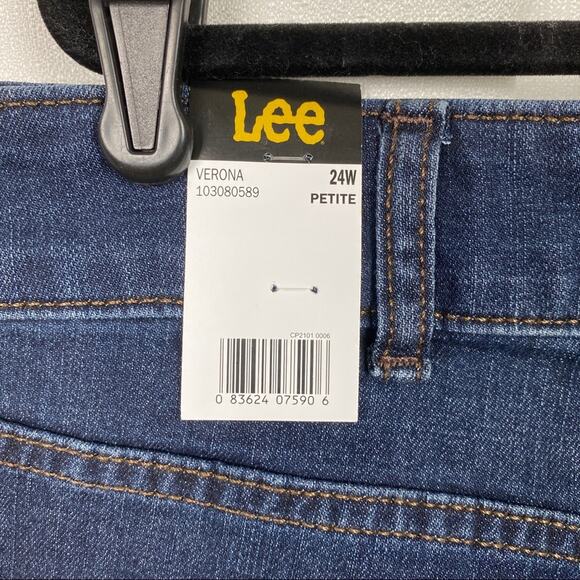 Lee
VERONA
24W
103080589
PETITE
CP2101 0006
0 83624 07590 6